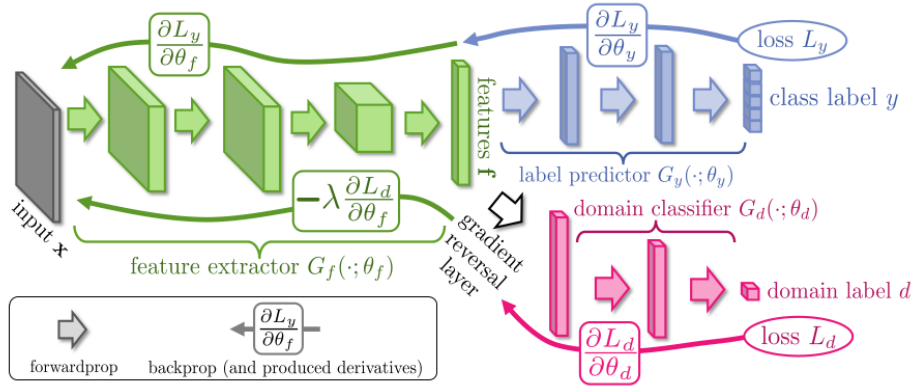 ∂L_y/∂θ_f
∂L_y/∂θ_y
loss L_y
features f
class label y
label predictor G_y(·; θ_y)
input x
−λ ∂L_d/∂θ_f
gradient
reversal
layer
feature extractor G_f(·; θ_f)
domain classifier G_d(·; θ_d)
domain label d
∂L_d/∂θ_d
loss L_d
forwardprop
∂L_y/∂θ_f
backprop (and produced derivatives)